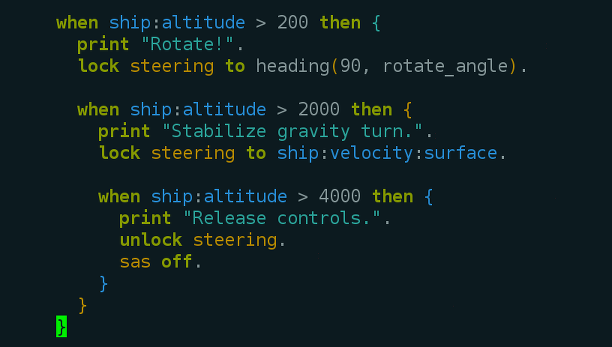 when ship:altitude > 200 then {
  print "Rotate!".
  lock steering to heading(90, rotate_angle).

  when ship:altitude > 2000 then {
    print "Stabilize gravity turn.".
    lock steering to ship:velocity:surface.

    when ship:altitude > 4000 then {
      print "Release controls.".
      unlock steering.
      sas off.
    }
  }
}